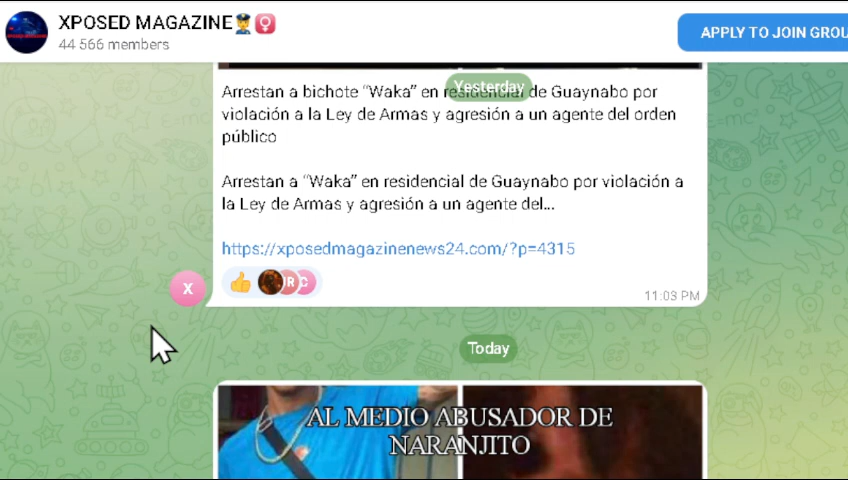 XPOSED MAGAZINE👮‍♀️
44 566 members
APPLY TO JOIN GROU
Yesterday
Arrestan a bichote “Waka” en residencial de Guaynabo por
violación a la Ley de Armas y agresión a un agente del orden
público
Arrestan a “Waka” en residencial de Guaynabo por violación a
la Ley de Armas y agresión a un agente del...
https://xposedmagazinenews24.com/?p=4315
👍 R C
X
11:03 PM
Today
AL MEDIO ABUSADOR DE
NARANJITO